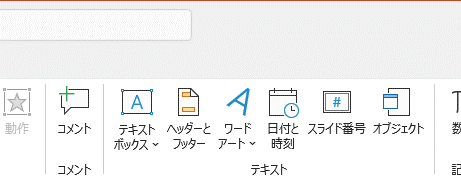 動作
コメント
テキスト
ボックス
ヘッダーと
フッター
ワード
アート
日付と
時刻
#
スライド番号
オブジェクト
数
コメント
テキスト
記